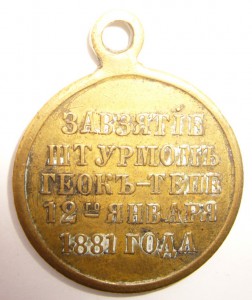 ЗА ВЗЯТІЕ
ШТУРМОМЪ
ГЕОКЪ-ТЕПЕ
12го ЯНВАРЯ
1881 ГОДА